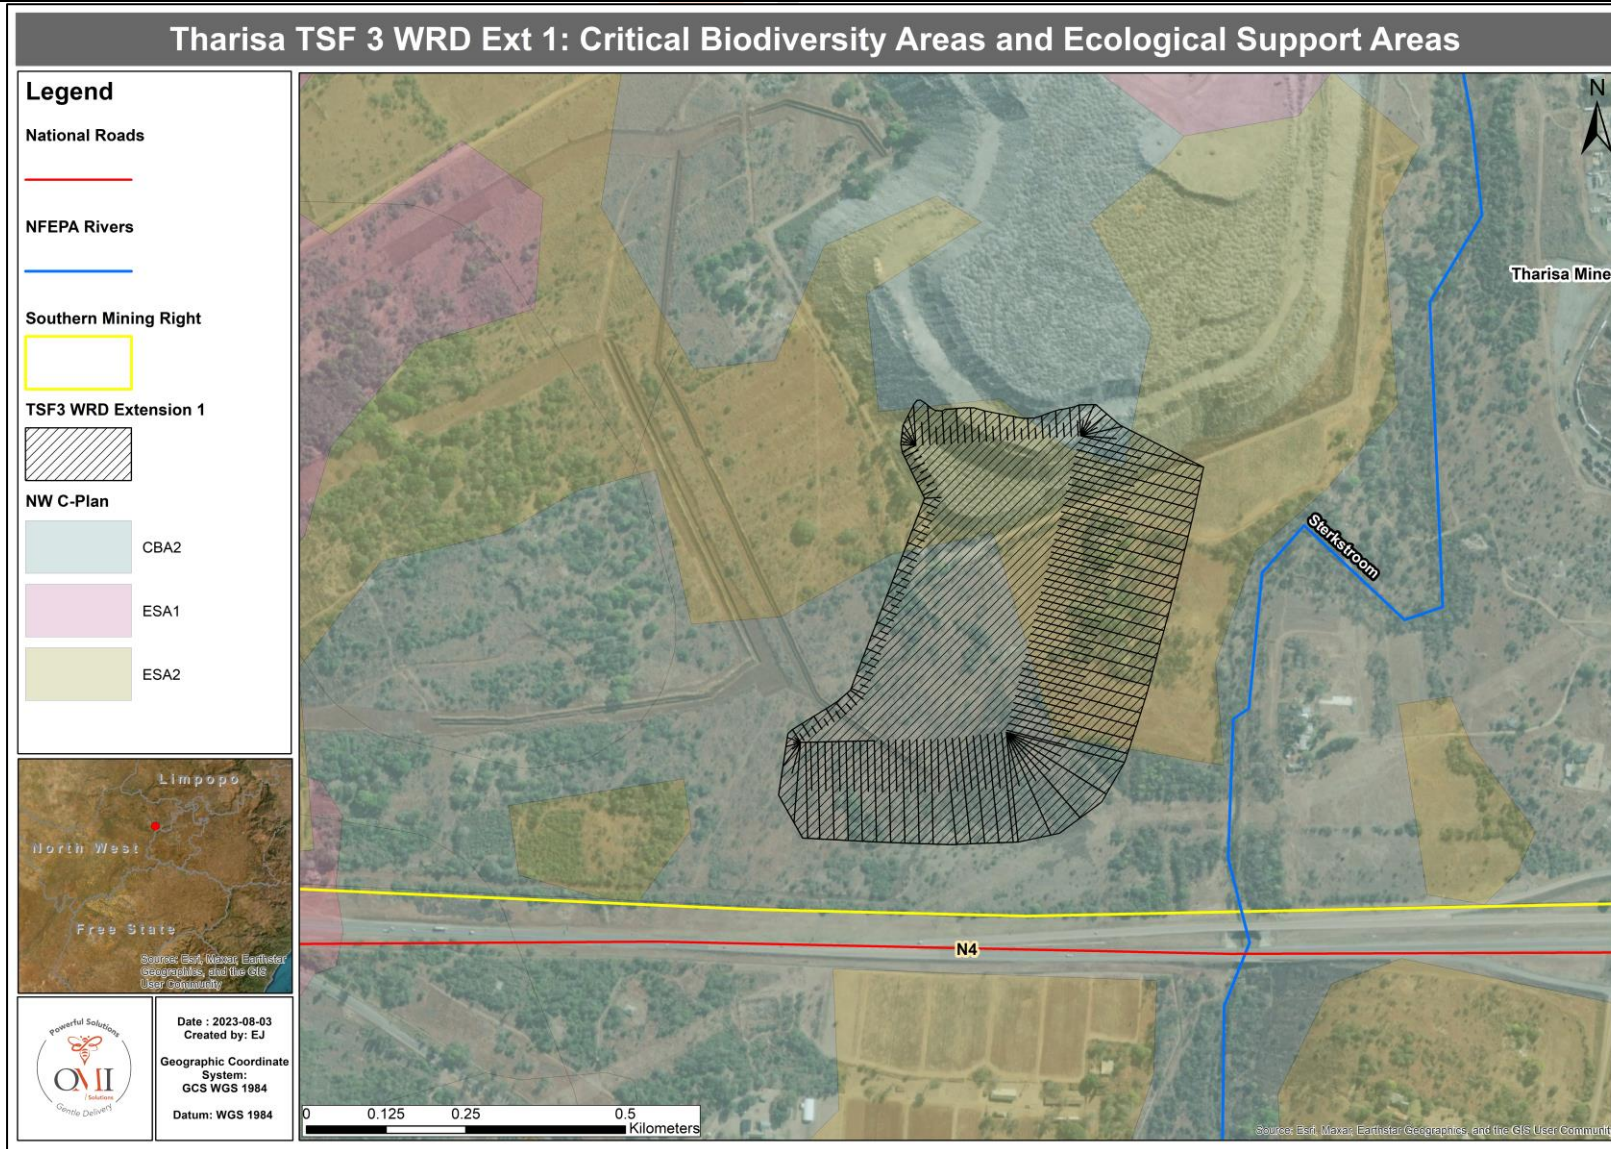 Tharisa TSF 3 WRD Ext 1: Critical Biodiversity Areas and Ecological Support Areas
Legend
National Roads
NFEPA Rivers
Southern Mining Right
TSF3 WRD Extension 1
NW C-Plan
CBA2
ESA1
ESA2
N
Tharisa Mine
Sterkstroom
N4
Limpopo
North West
Free State
Source: Esri, Maxar, Earthstar
Geographics, and the GIS
User Community
Powerful Solutions
OMI
Solutions
Gentle Delivery
Date : 2023-08-03
Created by: EJ
Geographic Coordinate
System:
GCS WGS 1984
Datum: WGS 1984
0 0.125 0.25 0.5
Kilometers
Source: Esri, Maxar, Earthstar Geographics, and the GIS User Communit